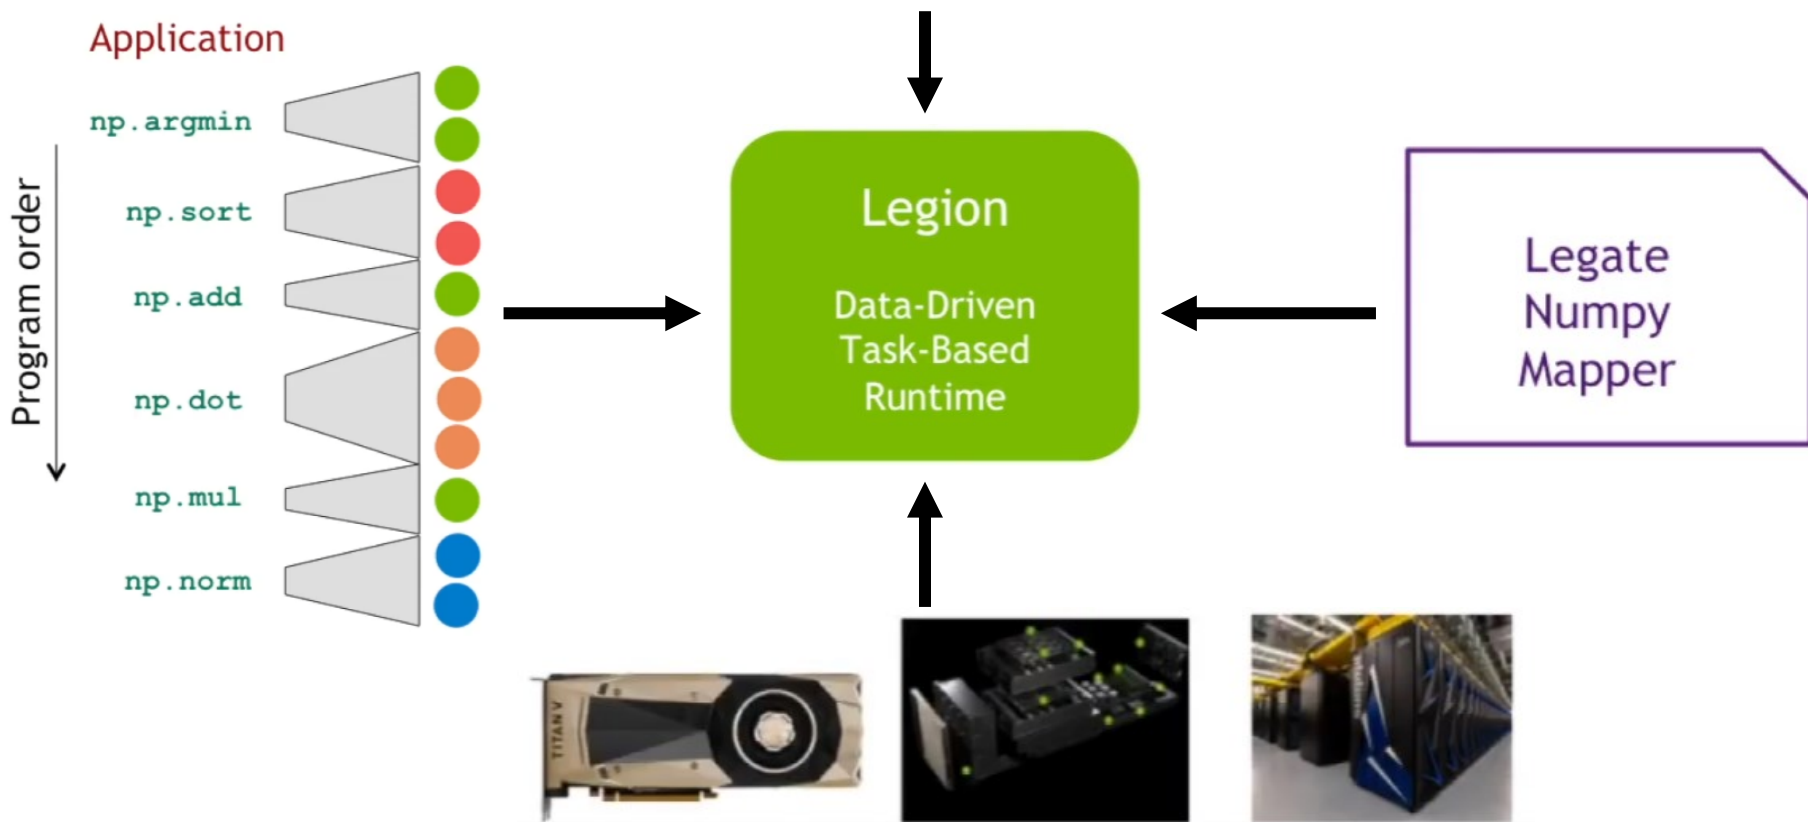 Application
Program order
np.argmin
np.sort
np.add
np.dot
np.mul
np.norm
Legion
Data-Driven
Task-Based
Runtime
Legate
Numpy
Mapper
TITAN V